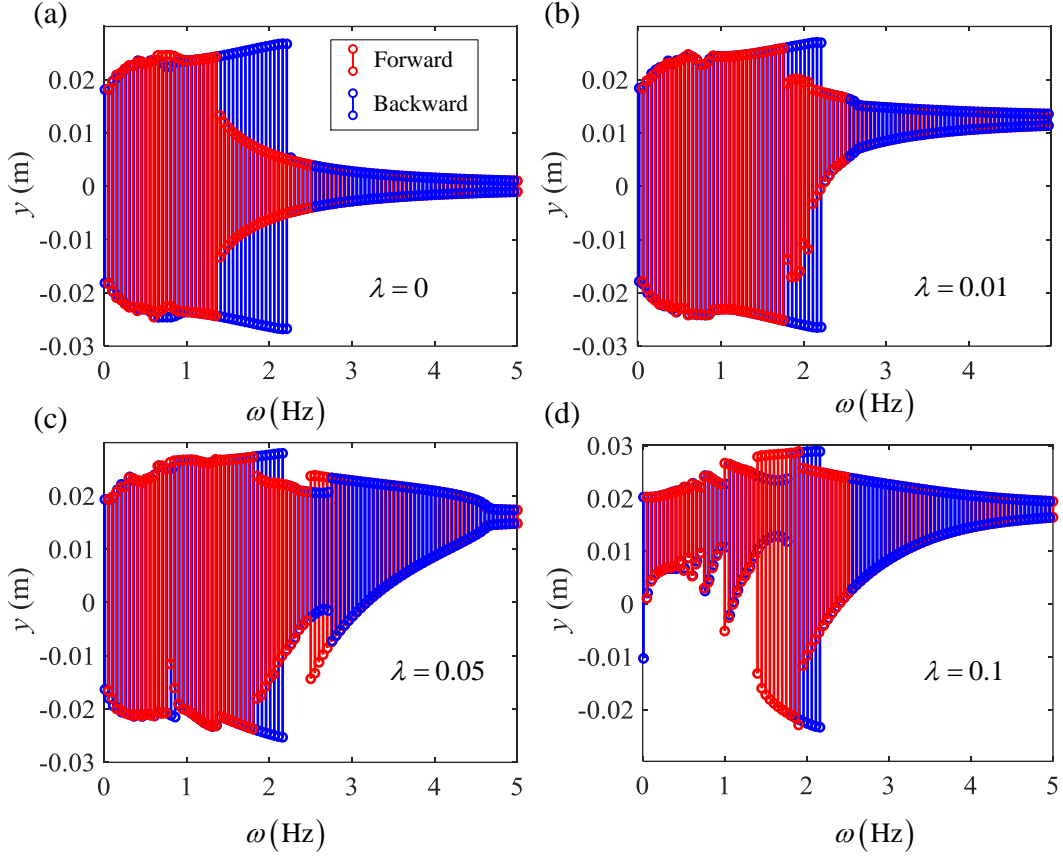 (a)
(b)
Forward
Backward
0.02
0.01
0
-0.01
-0.02
-0.03
y (m)
λ = 0
0 1 2 3 4 5
ω (Hz)
0.02
0.01
0
-0.01
-0.02
-0.03
y (m)
λ = 0.01
0 1 2 3 4 5
ω (Hz)
(c)
(d)
0.02
0.01
0
-0.01
-0.02
-0.03
y (m)
λ = 0.05
0 1 2 3 4 5
ω (Hz)
0.03
0.02
0.01
0
-0.01
-0.02
y (m)
λ = 0.1
0 1 2 3 4 5
ω (Hz)